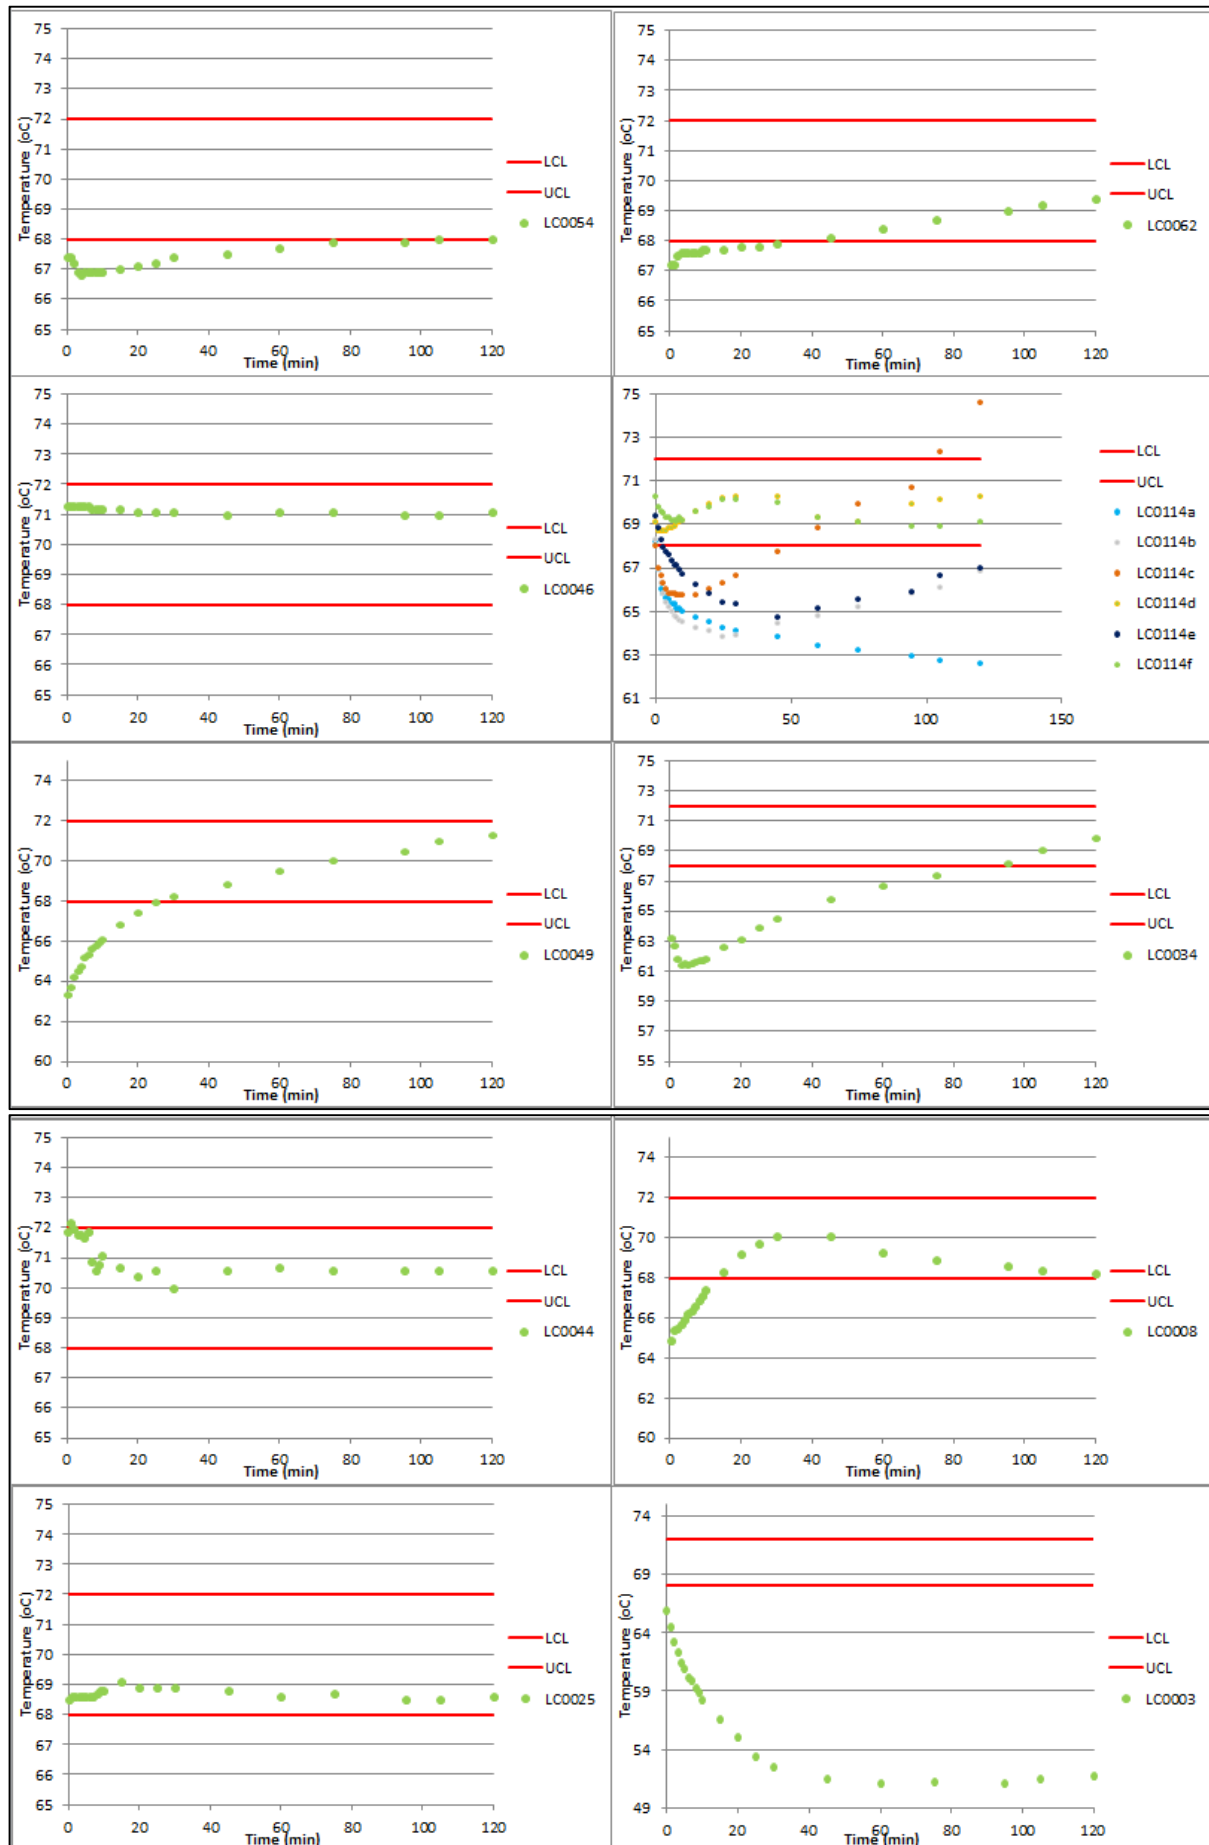 75
74
73
72
71
70
69
68
67
66
65
Temperature (oC)
0 20 40 60 80 100 120
Time (min)
LCL
UCL
LC0054
75
74
73
72
71
70
69
68
67
66
65
Temperature (oC)
0 20 40 60 80 100 120
Time (min)
LCL
UCL
LC0062
75
74
73
72
71
70
69
68
67
66
65
Temperature (oC)
0 20 40 60 80 100 120
Time (min)
LCL
UCL
LC0046
75
73
71
69
67
65
63
61
0 50 100 150
LCL
UCL
LC0114a
LC0114b
LC0114c
LC0114d
LC0114e
LC0114f
74
72
70
68
66
64
62
60
Temperature (oC)
0 20 40 60 80 100 120
Time (min)
LCL
UCL
LC0049
75
73
71
69
67
65
63
61
59
57
55
Temperature (oC)
0 20 40 60 80 100 120
Time (min)
LCL
UCL
LC0034
75
74
73
72
71
70
69
68
67
66
65
Temperature (oC)
0 20 40 60 80 100 120
Time (min)
LCL
UCL
LC0044
74
72
70
68
66
64
62
60
Temperature (oC)
0 20 40 60 80 100 120
Time (min)
LCL
UCL
LC0008
75
74
73
72
71
70
69
68
67
66
65
Temperature (oC)
0 20 40 60 80 100 120
Time (min)
LCL
UCL
LC0025
74
69
64
59
54
49
Temperature (oC)
0 20 40 60 80 100 120
Time (min)
LCL
UCL
LC0003